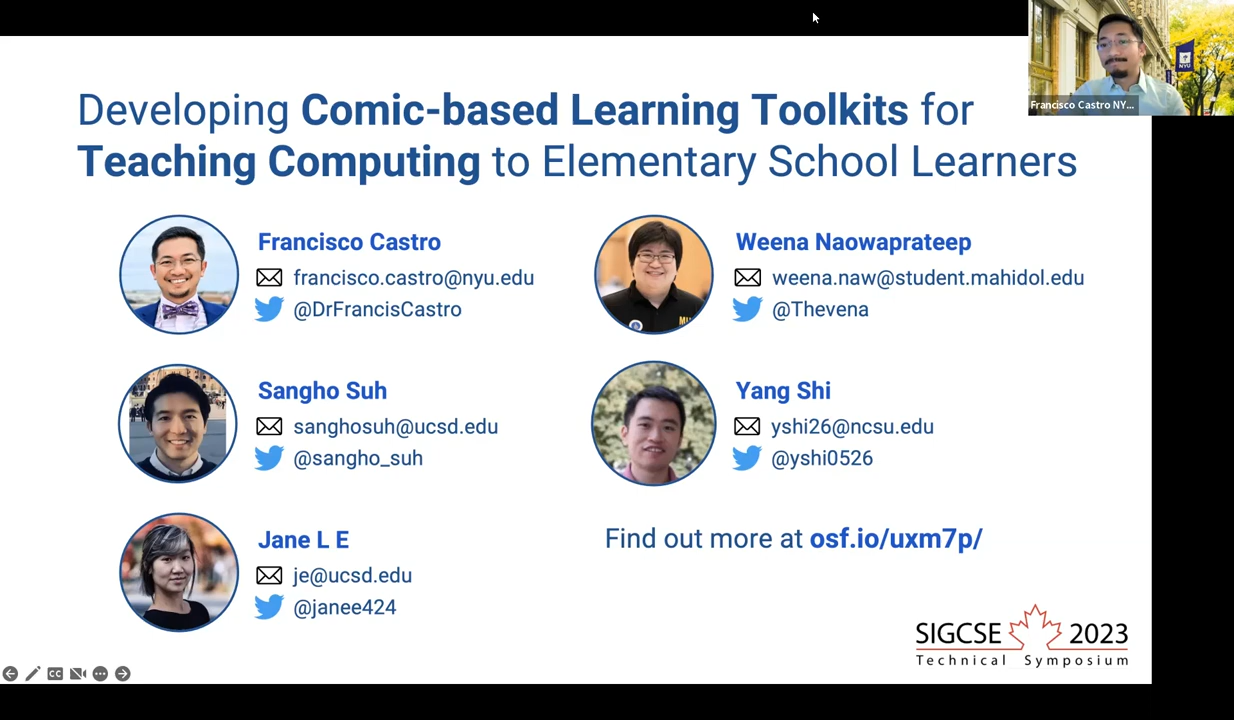 Developing Comic-based Learning Toolkits for
Teaching Computing to Elementary School Learners
Francisco Castro NY...
NYU
Francisco Castro
francisco.castro@nyu.edu
@DrFrancisCastro
Weena Naowaprateep
weena.naw@student.mahidol.edu
@Thevena
Sangho Suh
sanghosuh@ucsd.edu
@sangho_suh
Yang Shi
yshi26@ncsu.edu
@yshi0526
Jane L E
je@ucsd.edu
@janee424
Find out more at osf.io/uxm7p/
SIGCSE 2023
Technical Symposium
CC